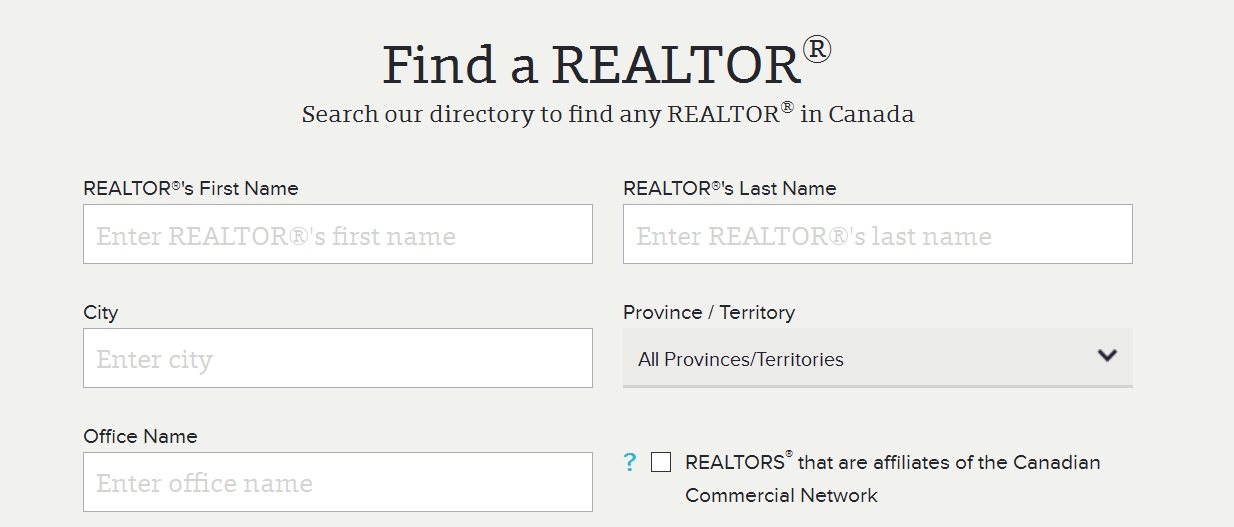 Find a REALTOR®
Search our directory to find any REALTOR® in Canada
REALTOR®'s First Name
REALTOR®'s Last Name
Enter REALTOR®'s first name
Enter REALTOR®'s last name
City
Province / Territory
Enter city
All Provinces/Territories
Office Name
Enter office name
? REALTORS® that are affiliates of the Canadian
Commercial Network